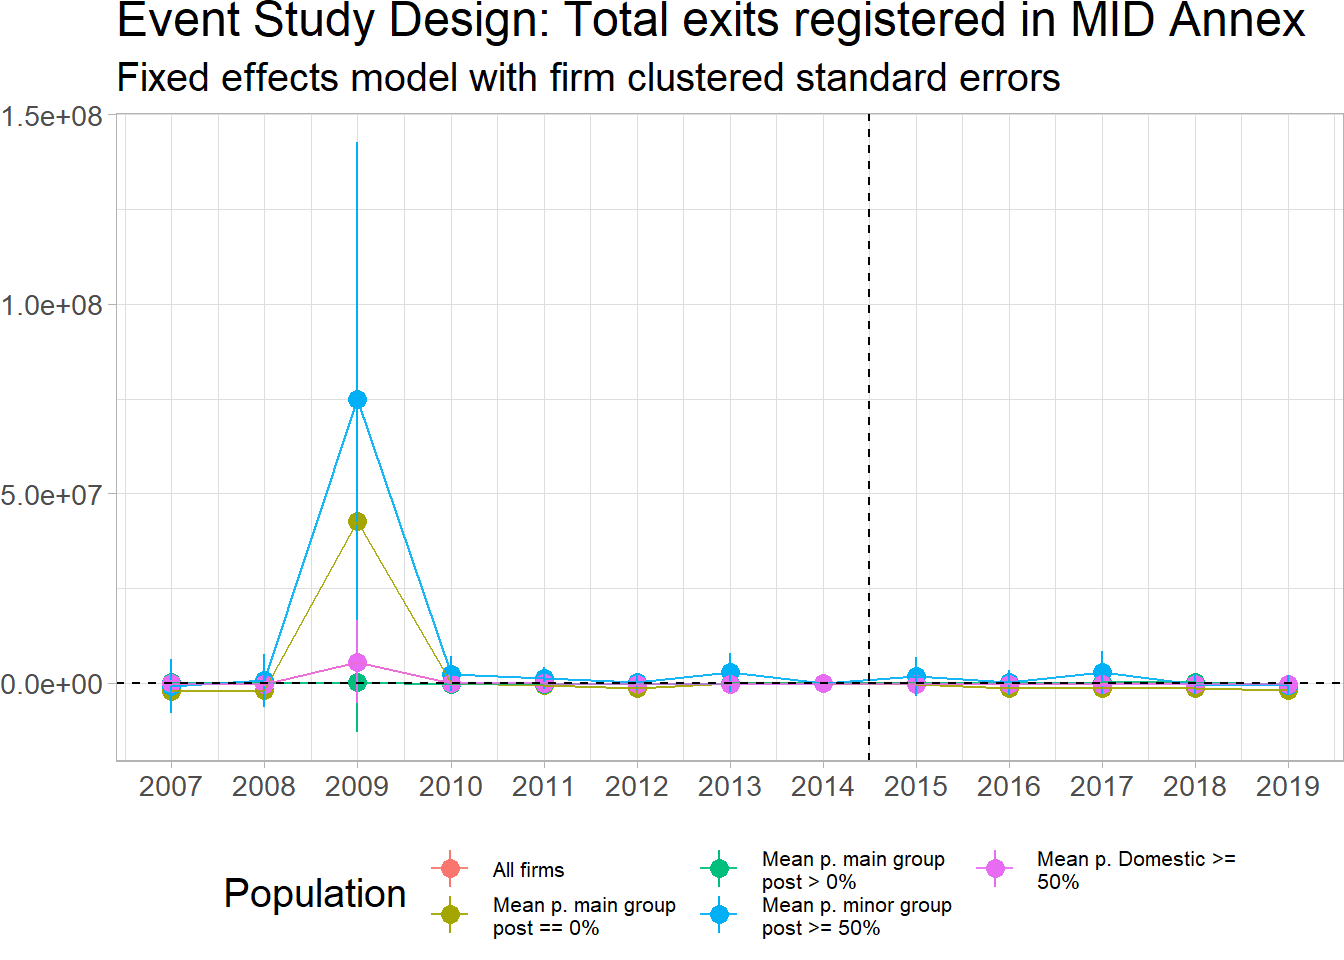 Event Study Design: Total exits registered in MID Annex
Fixed effects model with firm clustered standard errors
1.5e+08
1.0e+08
5.0e+07
0.0e+00
2007 2008 2009 2010 2011 2012 2013 2014 2015 2016 2017 2018 2019
Population
All firms
Mean p. main group
post == 0%
Mean p. main group
post > 0%
Mean p. minor group
post >= 50%
Mean p. Domestic >=
50%